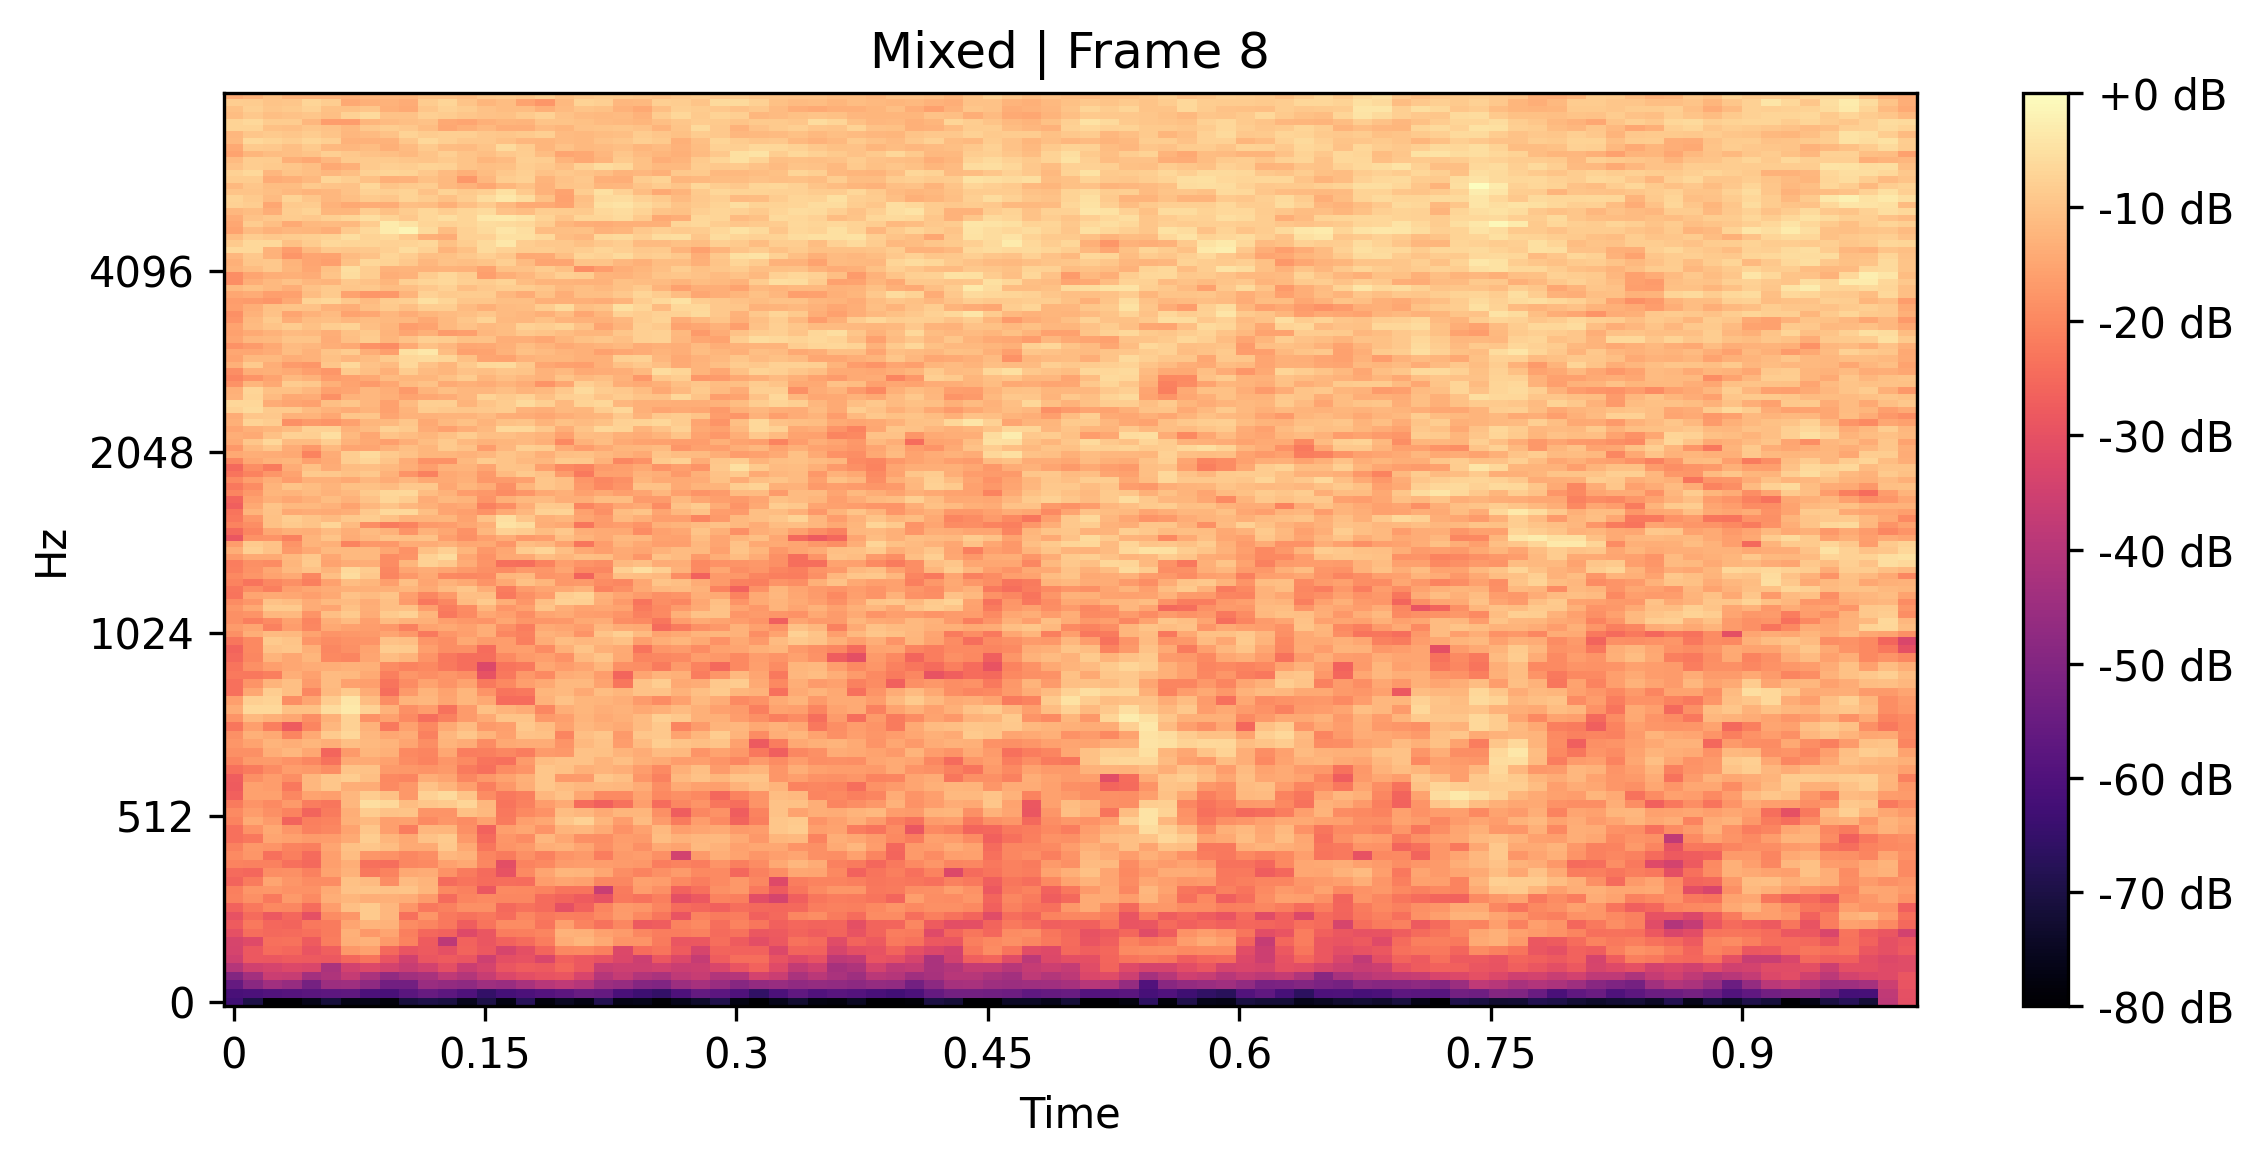 Mixed | Frame 8
+0 dB
-10 dB
-20 dB
-30 dB
-40 dB
-50 dB
-60 dB
-70 dB
-80 dB
Hz
4096
2048
1024
512
0
0 0.15 0.3 0.45 0.6 0.75 0.9
Time